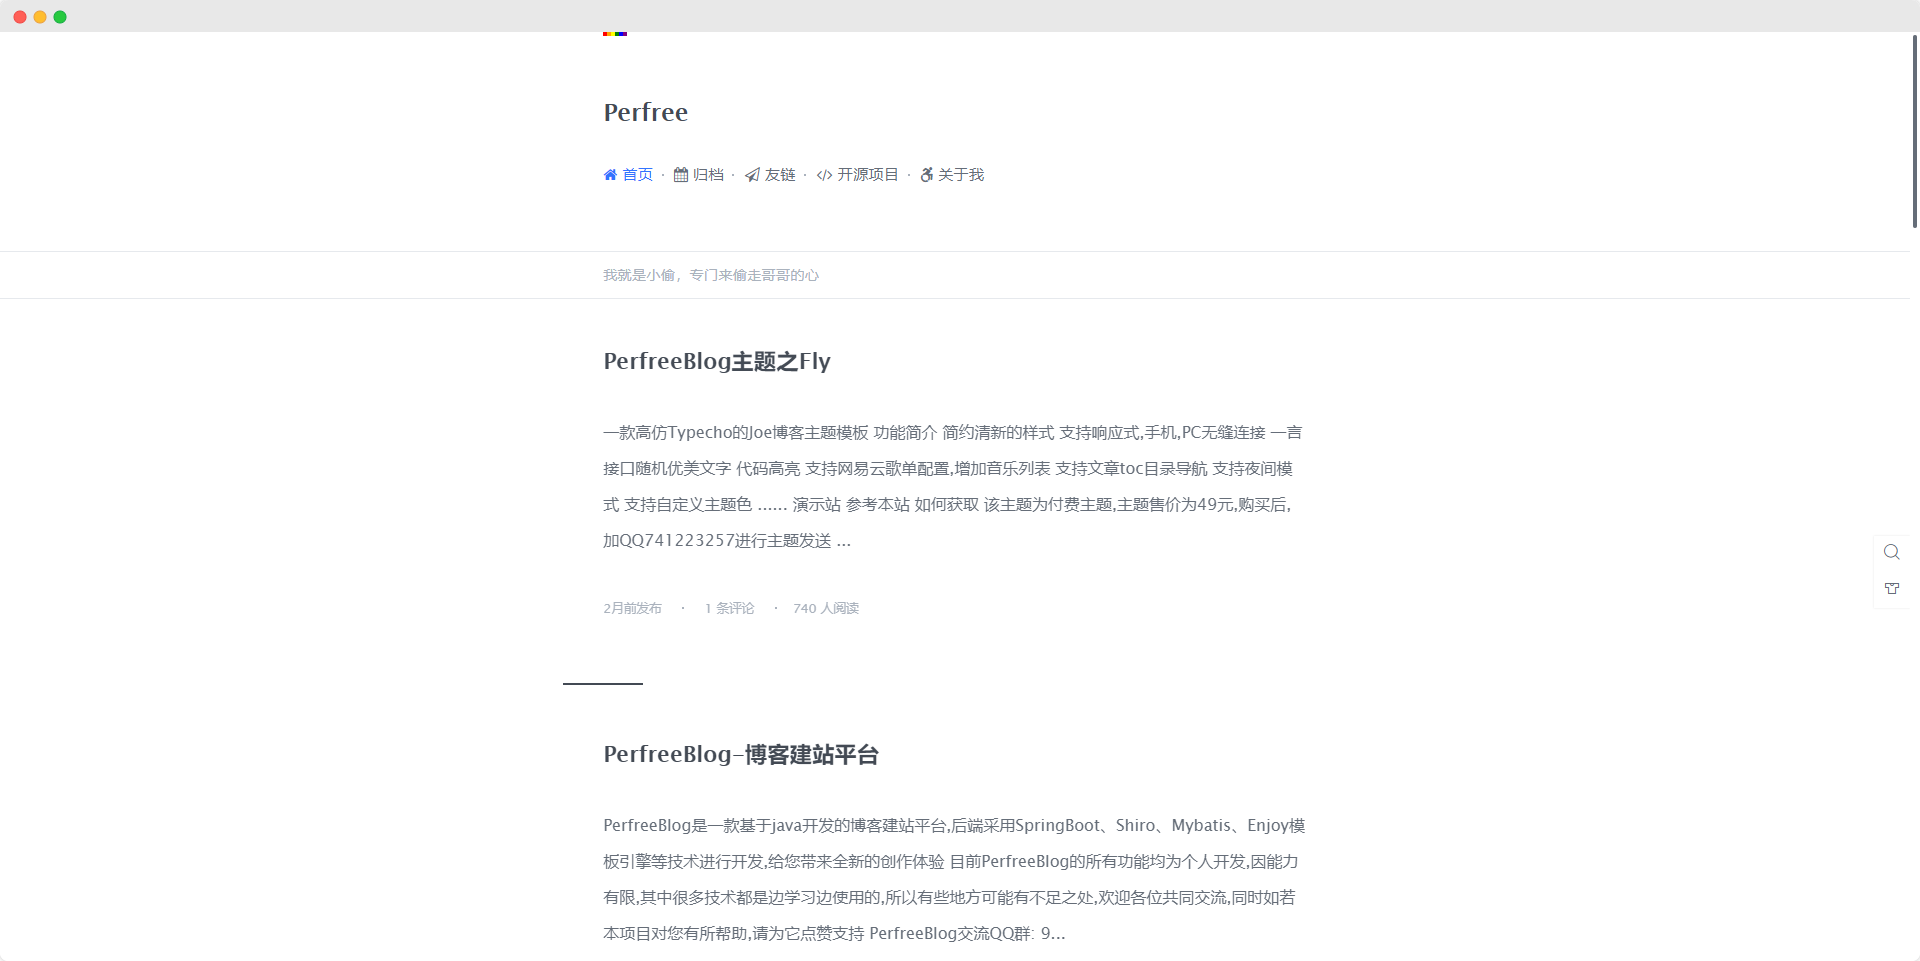 Perfree
首页 · 归档 · 友链 · 开源项目 · 关于我
我就是小偷，专门来偷走哥哥的心
PerfreeBlog主题之Fly
一款高仿Typecho的Joe博客主题模板 功能简介 简约清新的样式 支持响应式,手机,PC无缝连接 一言
接口随机优美文字 代码高亮 支持网易云歌单配置,增加音乐列表 支持文章toc目录导航 支持夜间模
式 支持自定义主题色 ...... 演示站 参考本站 如何获取 该主题为付费主题,主题售价为49元,购买后,
加QQ741223257进行主题发送 ...
2月前发布 · 1 条评论 · 740 人阅读
PerfreeBlog-博客建站平台
PerfreeBlog是一款基于java开发的博客建站平台,后端采用SpringBoot、Shiro、Mybatis、Enjoy模
板引擎等技术进行开发,给您带来全新的创作体验 目前PerfreeBlog的所有功能均为个人开发,因能力
有限,其中很多技术都是边学习边使用的,所以有些地方可能有不足之处,欢迎各位共同交流,同时如若
本项目对您有所帮助,请为它点赞支持 PerfreeBlog交流QQ群: 9...